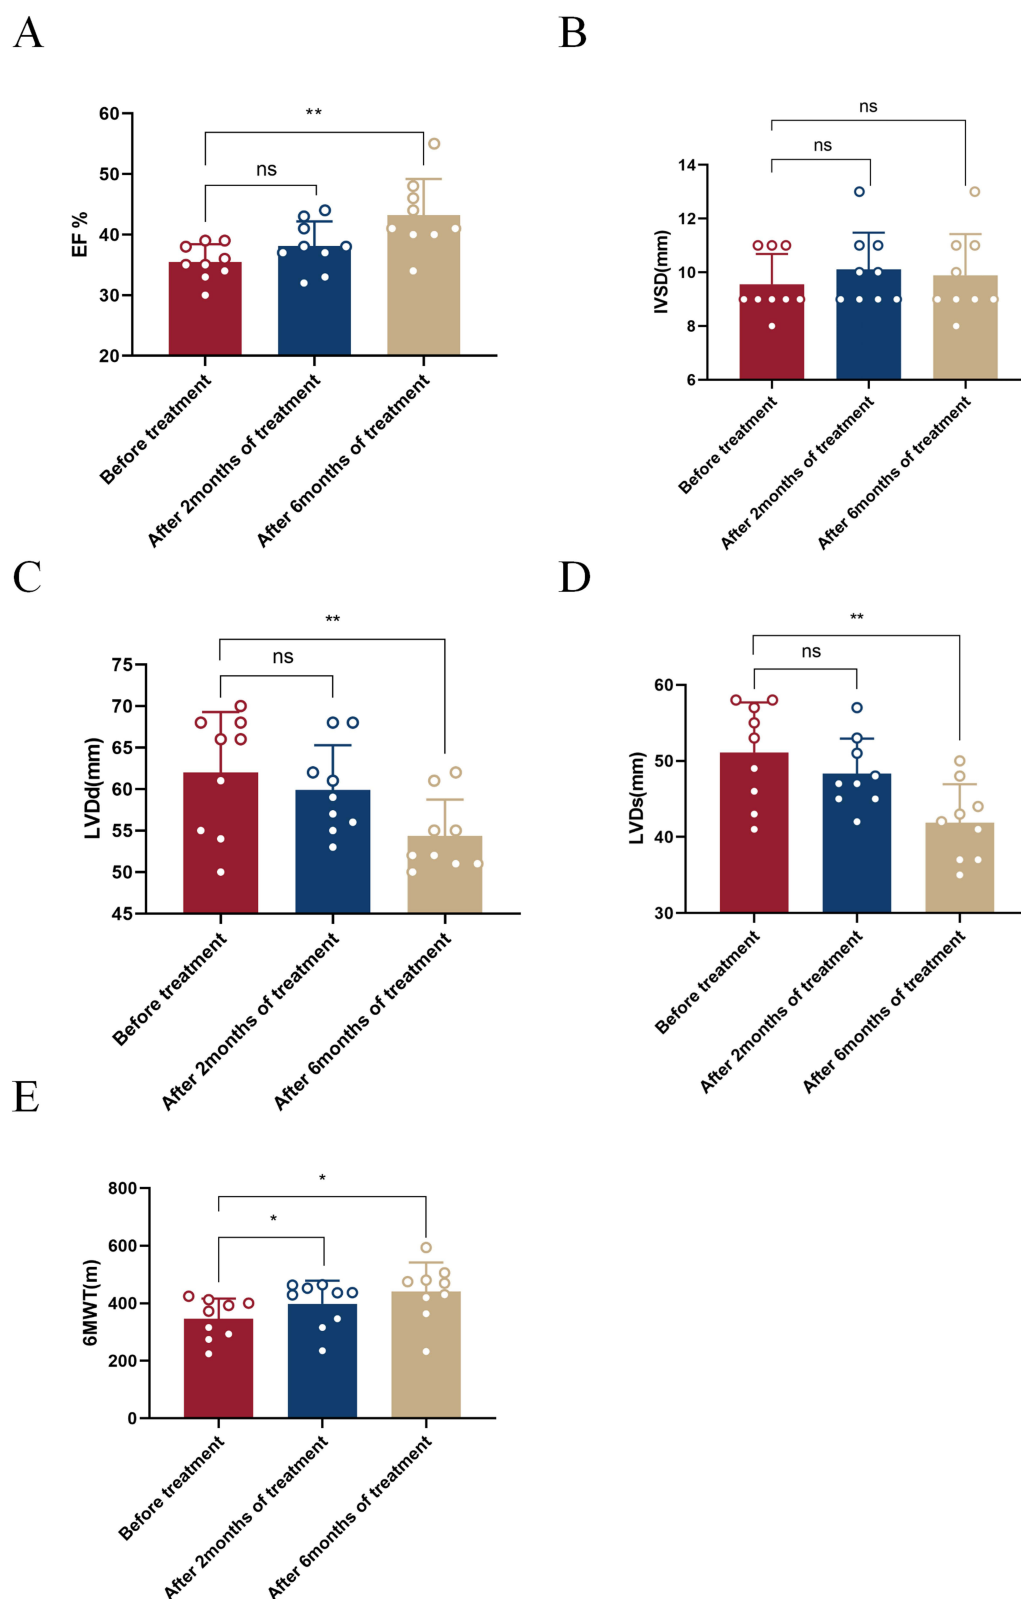 A
EF %
60
50
40
30
20
**
ns
Before treatment
After 2months of treatment
After 6months of treatment
B
IVSD(mm)
14
12
10
8
6
ns
ns
Before treatment
After 2months of treatment
After 6months of treatment
C
LVDd(mm)
75
70
65
60
55
50
45
**
ns
Before treatment
After 2months of treatment
After 6months of treatment
D
LVDs(mm)
60
50
40
30
**
ns
Before treatment
After 2months of treatment
After 6months of treatment
E
6MWT(m)
800
600
400
200
0
*
*
Before treatment
After 2months of treatment
After 6months of treatment